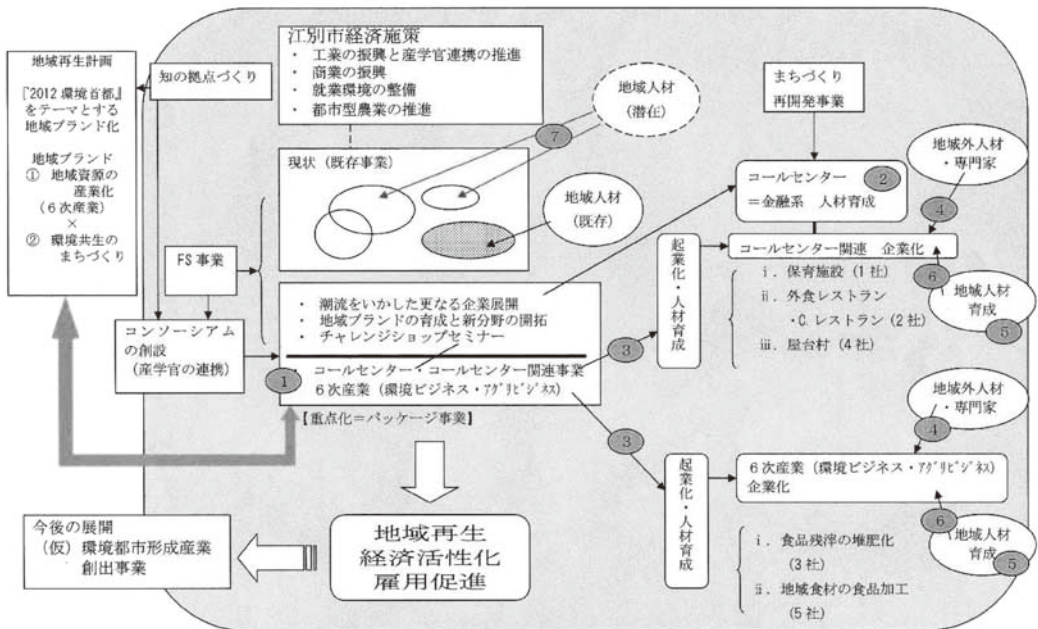 地域再生計画
『"2012環境首都』
をテーマとする
地域ブランド化
地域ブランド
① 地域資源の
産業化
(6次産業)
×
② 環境共生の
まちづくり
知の拠点づくり
江別市経済施策
・ 工業の振興と産学官連携の推進
・ 商業の振興
・ 就業環境の整備
・ 都市型農業の推進
地域人材
(潜在)
7
現状(既存事業)
地域人材
(既存)
FS事業
コンソーシアム
の創設
(産学官の連携)
・ 潮流をいかした更なる企業展開
・ 地域ブランドの育成と新分野の開拓
・ チャレンジショップセミナー
1
・ コールセンター・コールセンター関連事業
6次産業(環境ビジネス・アグリビジネス)
【重点化=パッケージ事業】
3
3
まちづくり
再開発事業
コールセンター
=金融系 人材育成
2
地域外人材
・専門家
4
起業化・人材育成
コールセンター関連 企業化
ⅰ. 保育施設(1社)
ⅱ. 外食レストラン
・C.レストラン(2社)
ⅲ. 屋台村(4社)
6
地域人材
育成
5
地域外人材
・専門家
4
起業化・人材育成
6次産業(環境ビジネス・アグリビジネス)
企業化
ⅰ. 食品残滓の堆肥化
(3社)
ⅱ. 地域食材の食品加工
(5社)
6
地域人材
育成
5
地域再生
経済活性化
雇用促進
今後の展開
(仮)環境都市形成産業
創出事業